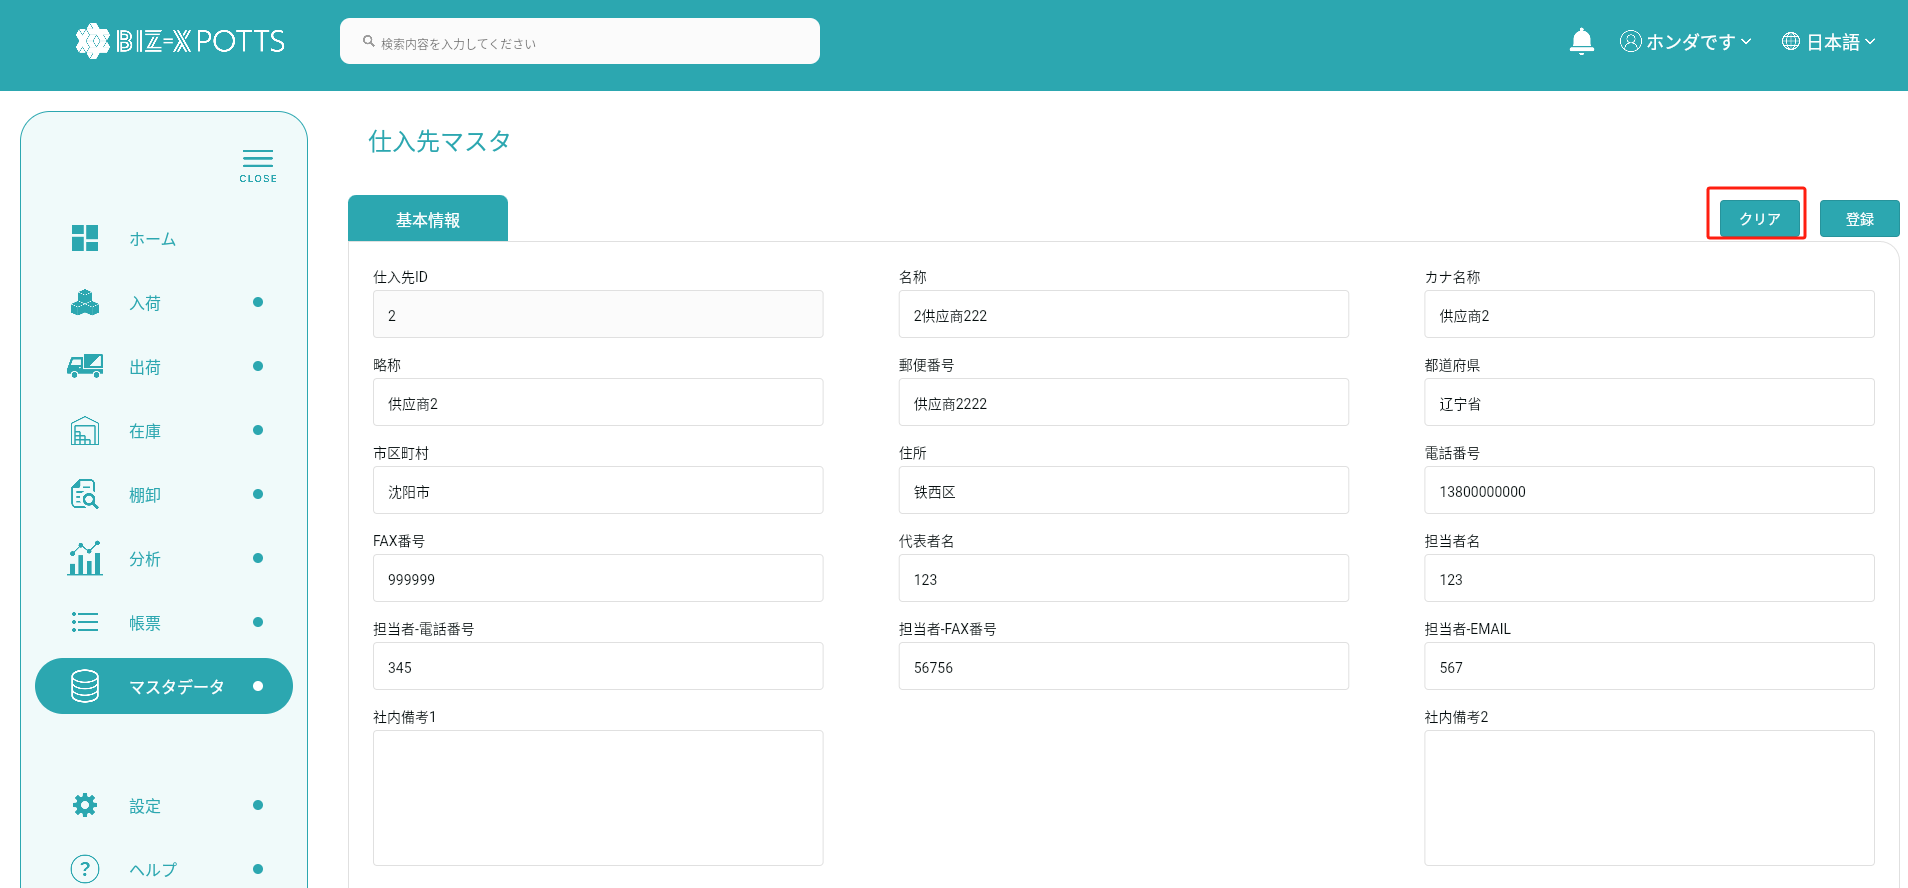 BIZ=X POTTS
検索内容を入力してください
ホンダです
日本語
CLOSE
ホーム
入荷
出荷
在庫
棚卸
分析
帳票
マスタデータ
設定
?
ヘルプ
仕入先マスタ
基本情報
クリア
登録
仕入先ID
名称
カナ名称
2
2供应商222
供应商2
略称
郵便番号
都道府県
供应商2
供应商2222
辽宁省
市区町村
住所
電話番号
沈阳市
铁西区
13800000000
FAX番号
代表者名
担当者名
999999
123
123
担当者-電話番号
担当者-FAX番号
担当者-EMAIL
345
56756
567
社内備考1
社内備考2